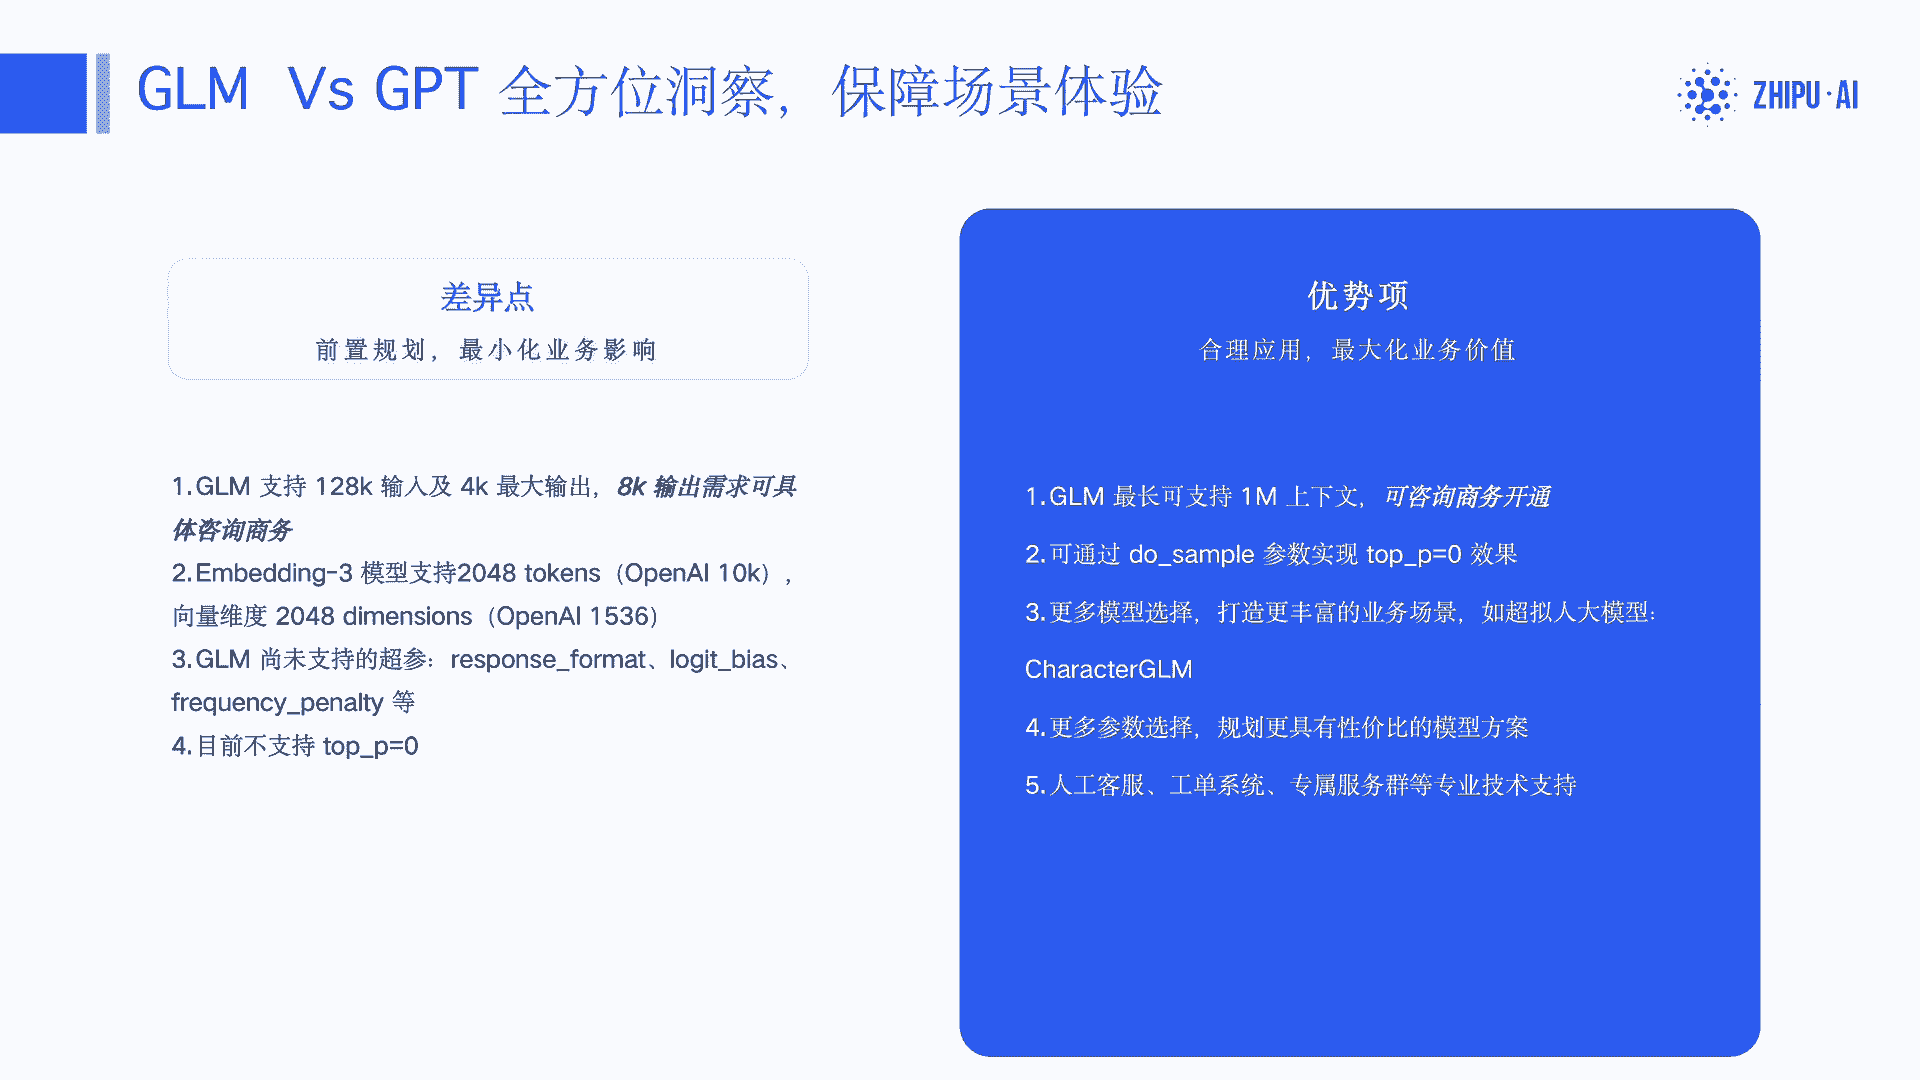 GLM Vs GPT 全方位洞察，保障场景体验
ZHIPU·AI
差异点
前置规划，最小化业务影响
1.GLM 支持 128k 输入及 4k 最大输出，8k 输出需求可具
体咨询商务
2.Embedding-3 模型支持2048 tokens（OpenAI 10k），
向量维度 2048 dimensions（OpenAI 1536）
3.GLM 尚未支持的超参：response_format、logit_bias、
frequency_penalty 等
4.目前不支持 top_p=0
优势项
合理应用，最大化业务价值
1.GLM 最长可支持 1M 上下文，可咨询商务开通
2.可通过 do_sample 参数实现 top_p=0 效果
3.更多模型选择，打造更丰富的业务场景，如超拟人大模型：
CharacterGLM
4.更多参数选择，规划更具有性价比的模型方案
5.人工客服、工单系统、专属服务群等专业技术支持